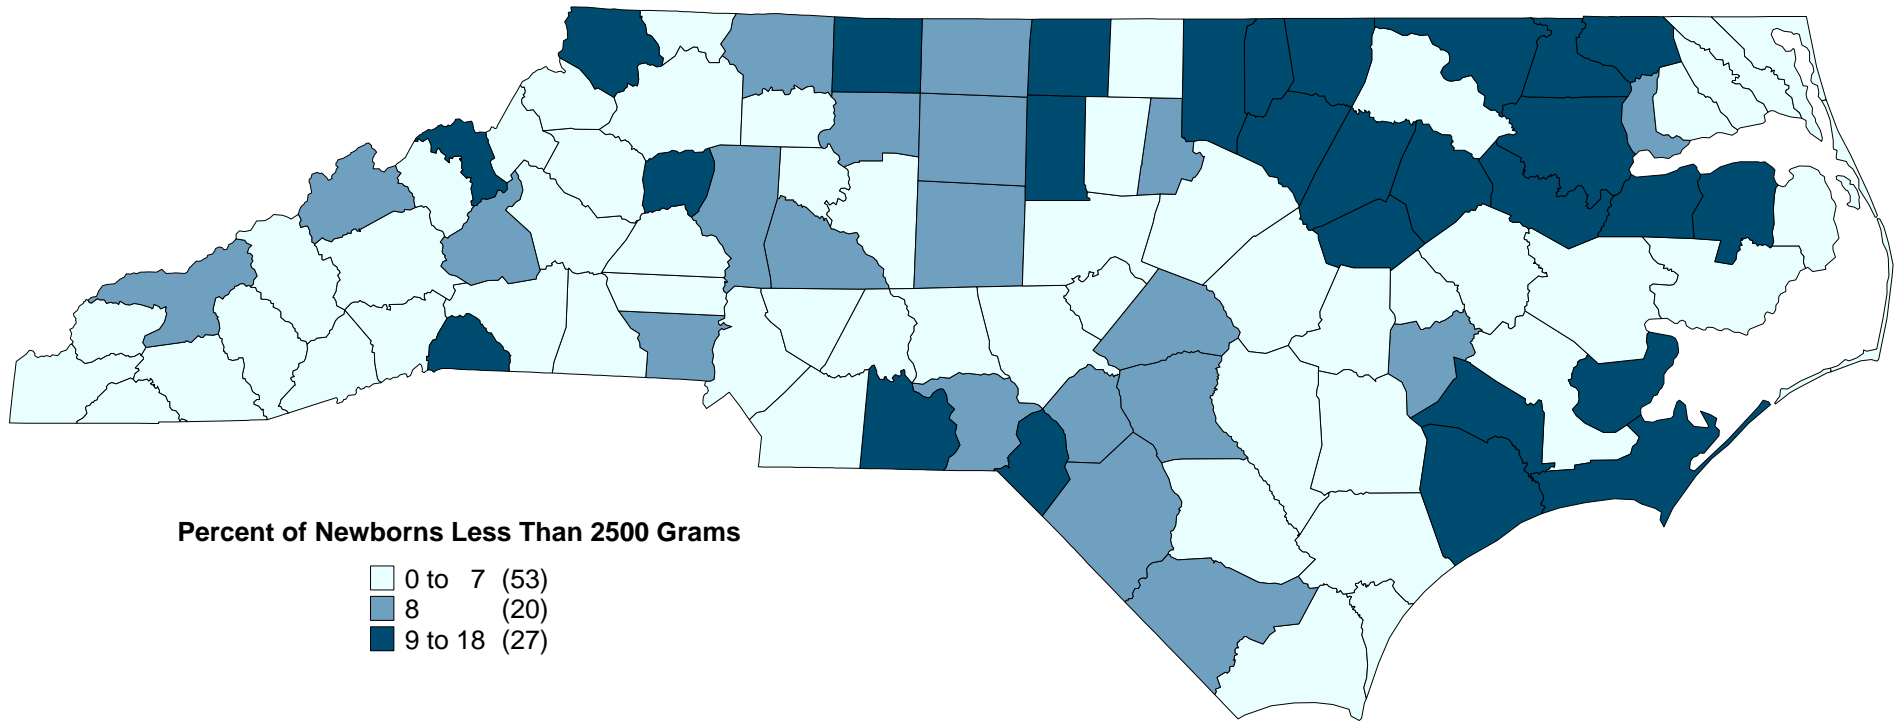 Percent of Newborns Less Than 2500 Grams
0 to 7 (53)
8 (20)
9 to 18 (27)